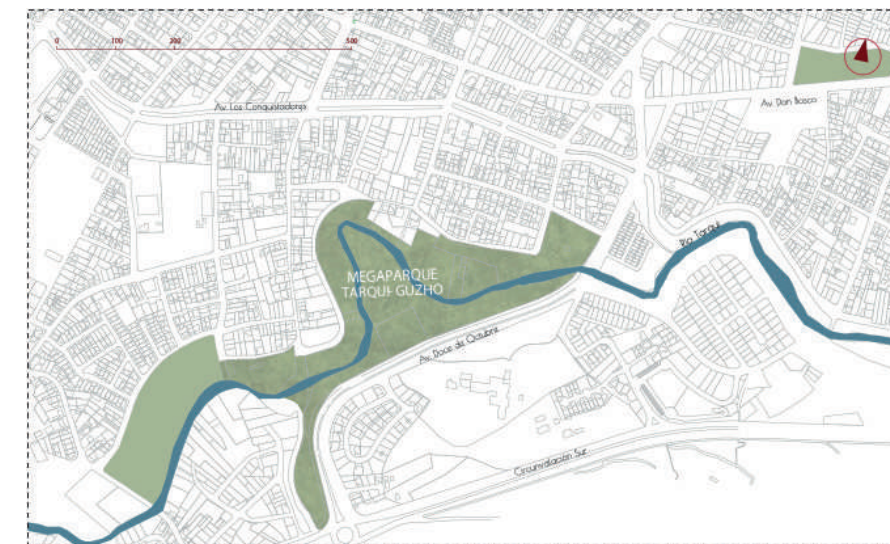 0 100 200 500
Av. Los Conquistadores
Av. Don Bosco
Río Tarqui
MEGAPARQUE
TARQUI- GUZHO
Av. Doce de Octubre
Circunvalación Sur